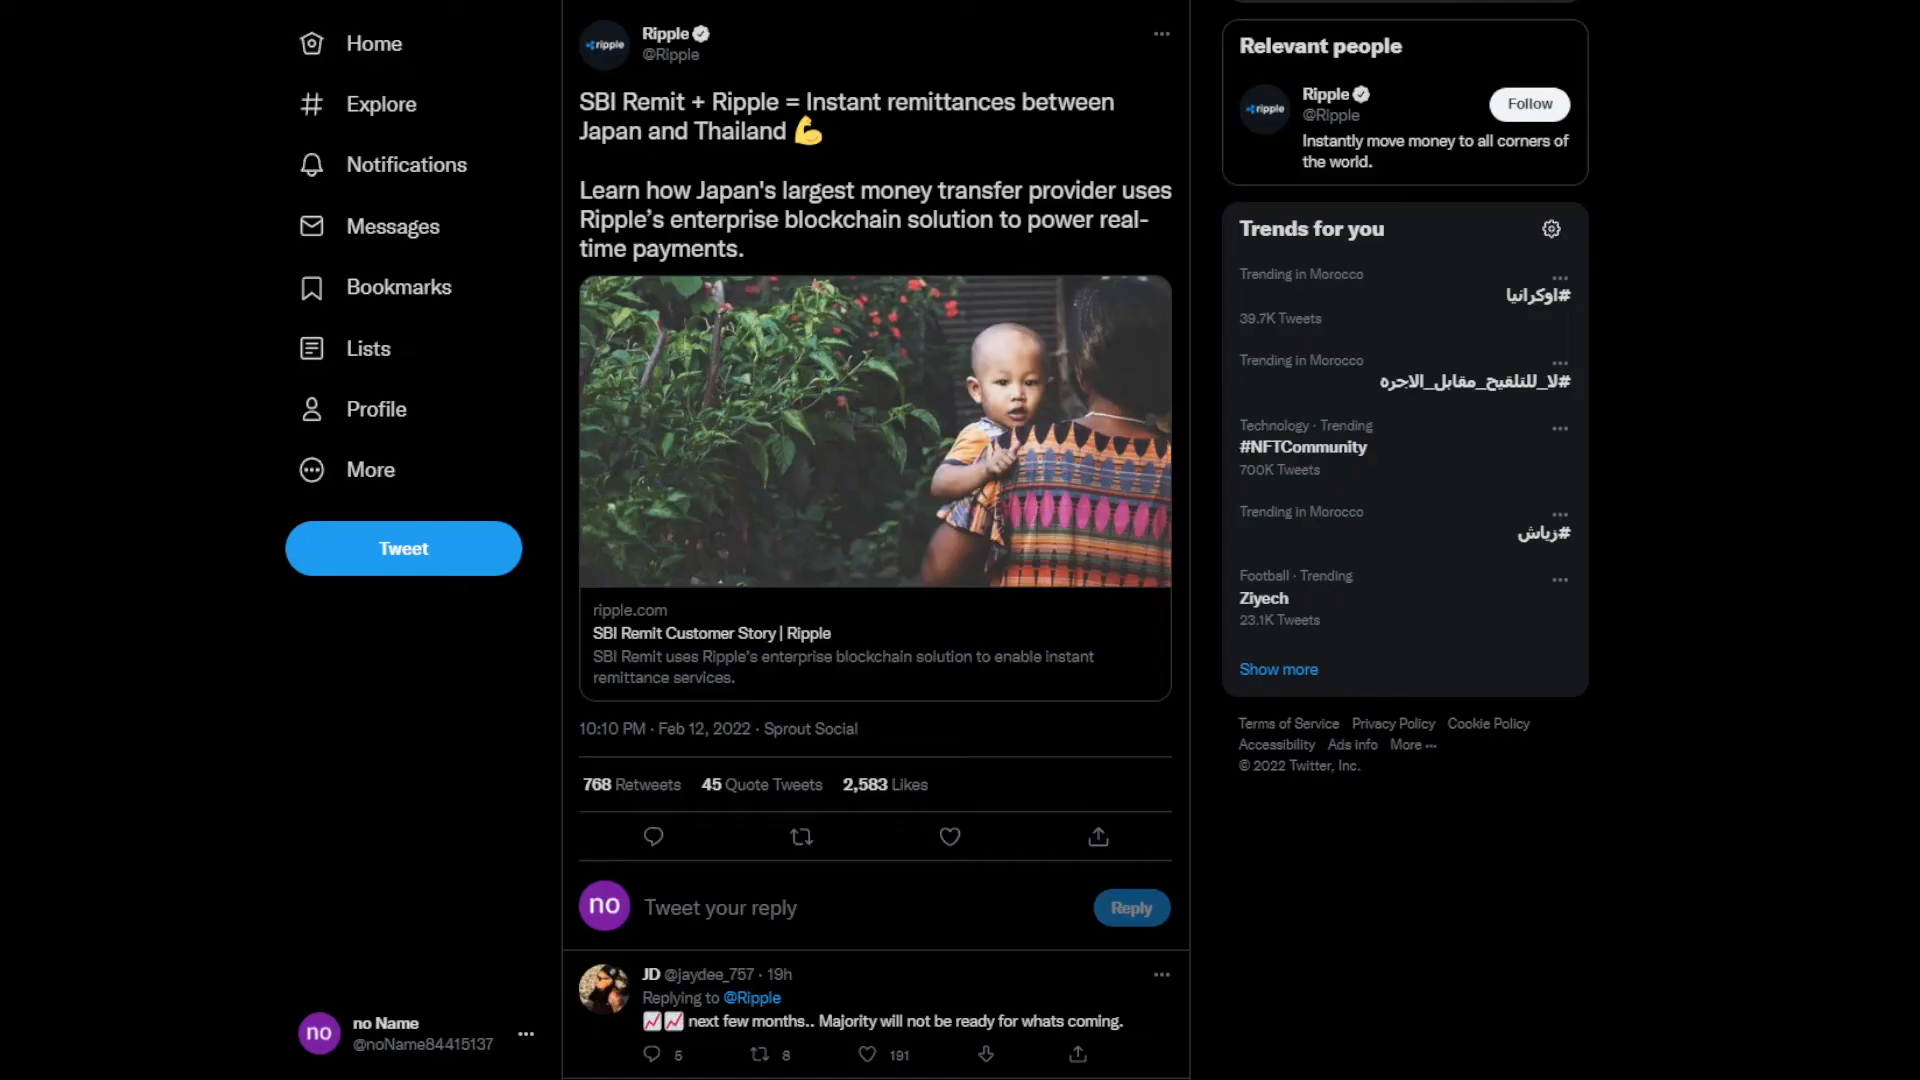 Home
Explore
Notifications
Messages
Bookmarks
Lists
Profile
More
Tweet
no
no Name
@noName84415137
ripple
Ripple
@Ripple
SBI Remit + Ripple = Instant remittances between
Japan and Thailand 💪
Learn how Japan's largest money transfer provider uses
Ripple’s enterprise blockchain solution to power real-
time payments.
ripple.com
SBI Remit Customer Story | Ripple
SBI Remit uses Ripple’s enterprise blockchain solution to enable instant
remittance services.
10:10 PM · Feb 12, 2022 · Sprout Social
768 Retweets 45 Quote Tweets 2,583 Likes
no
Tweet your reply
Reply
JD @jaydee_757 · 19h
Replying to @Ripple
📈📈 next few months.. Majority will not be ready for whats coming.
5 8 191
Relevant people
ripple
Ripple
@Ripple
Follow
Instantly move money to all corners of
the world.
Trends for you
Trending in Morocco
#اوكرانيا
39.7K Tweets
Trending in Morocco
#لا_للتلقيح_مقابل_الاجره
Technology · Trending
#NFTCommunity
700K Tweets
Trending in Morocco
#زياش
Football · Trending
Ziyech
23.1K Tweets
Show more
Terms of Service Privacy Policy Cookie Policy
Accessibility Ads info More ···
© 2022 Twitter, Inc.